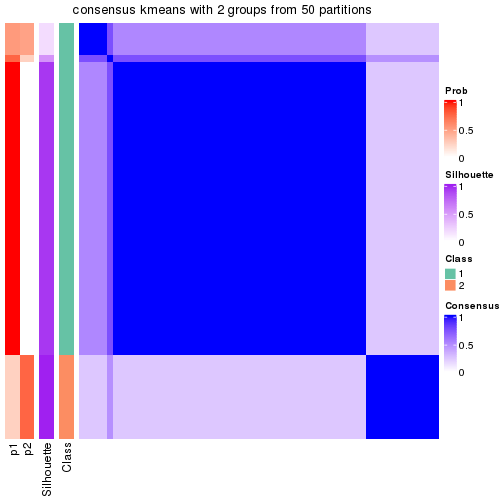 consensus kmeans with 2 groups from 50 partitions
Prob
1
0.5
0
Silhouette
1
0.5
0
Class
1
2
Consensus
1
0.5
0
p1
p2
Silhouette
Class